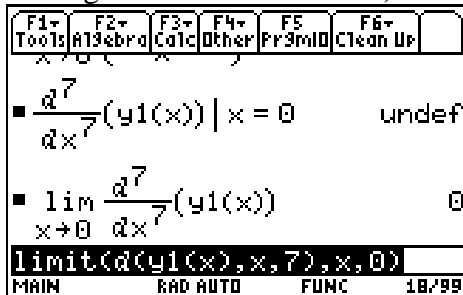 F1 Tools F2 Algebra F3 Calc F4 Other F5 PrgmIO F6 Clean Up
d^7/dx^7 (y1(x)) | x = 0 undef
lim x→0 d^7/dx^7 (y1(x)) 0
limit(d(y1(x),x,7),x,0)
MAIN RAD AUTO FUNC 18/99